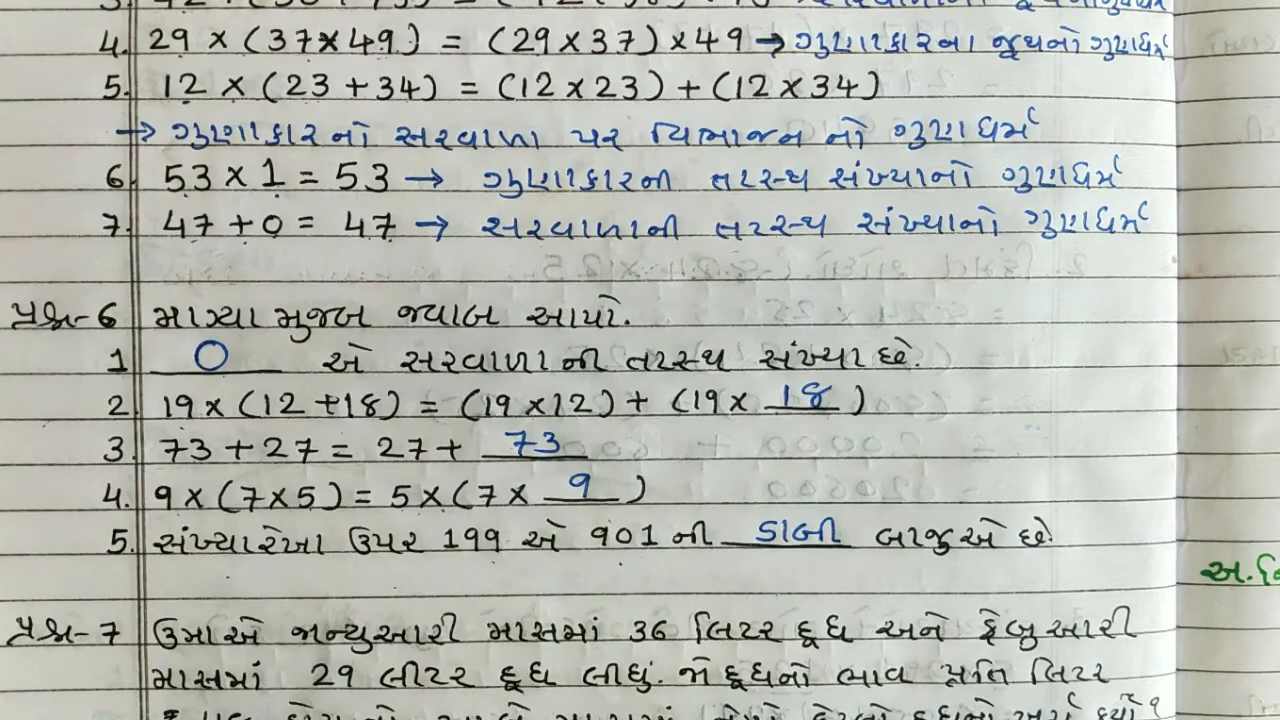 4. 29 × (37×49) = (29×37)×49 → ગુણાકારના જૂથનો ગુણધર્મ
5. 12 × (23+34) = (12×23)+(12×34)
→ ગુણાકારનો સરવાળા પર વિભાજન નો ગુણધર્મ
6. 53×1 = 53 → ગુણાકારની તટસ્થ સંખ્યાનો ગુણધર્મ
7. 47+0 = 47 → સરવાળાની તટસ્થ સંખ્યાનો ગુણધર્મ
પ્રશ્ન-6 માગ્યા મુજબ જવાબ આપો.
1 0 એ સરવાળાની તટસ્થ સંખ્યા છે.
2 19×(12+18) = (19×12)+(19× 18 )
3. 73+27 = 27+ 73
4. 9×(7×5) = 5×(7× 9 )
5. સંખ્યારેખા ઉપર 199 એ 901 ની ડાબી બાજુએ છે.
અ.
પ્રશ્ન-7 ઉમાએ જાન્યુઆરી માસમાં 36 લિટર દૂધ અને ફેબ્રુઆરી
માસમાં 29 લીટર દૂધ લીધું. જો દૂધનો ભાવ પ્રતિ લિટર